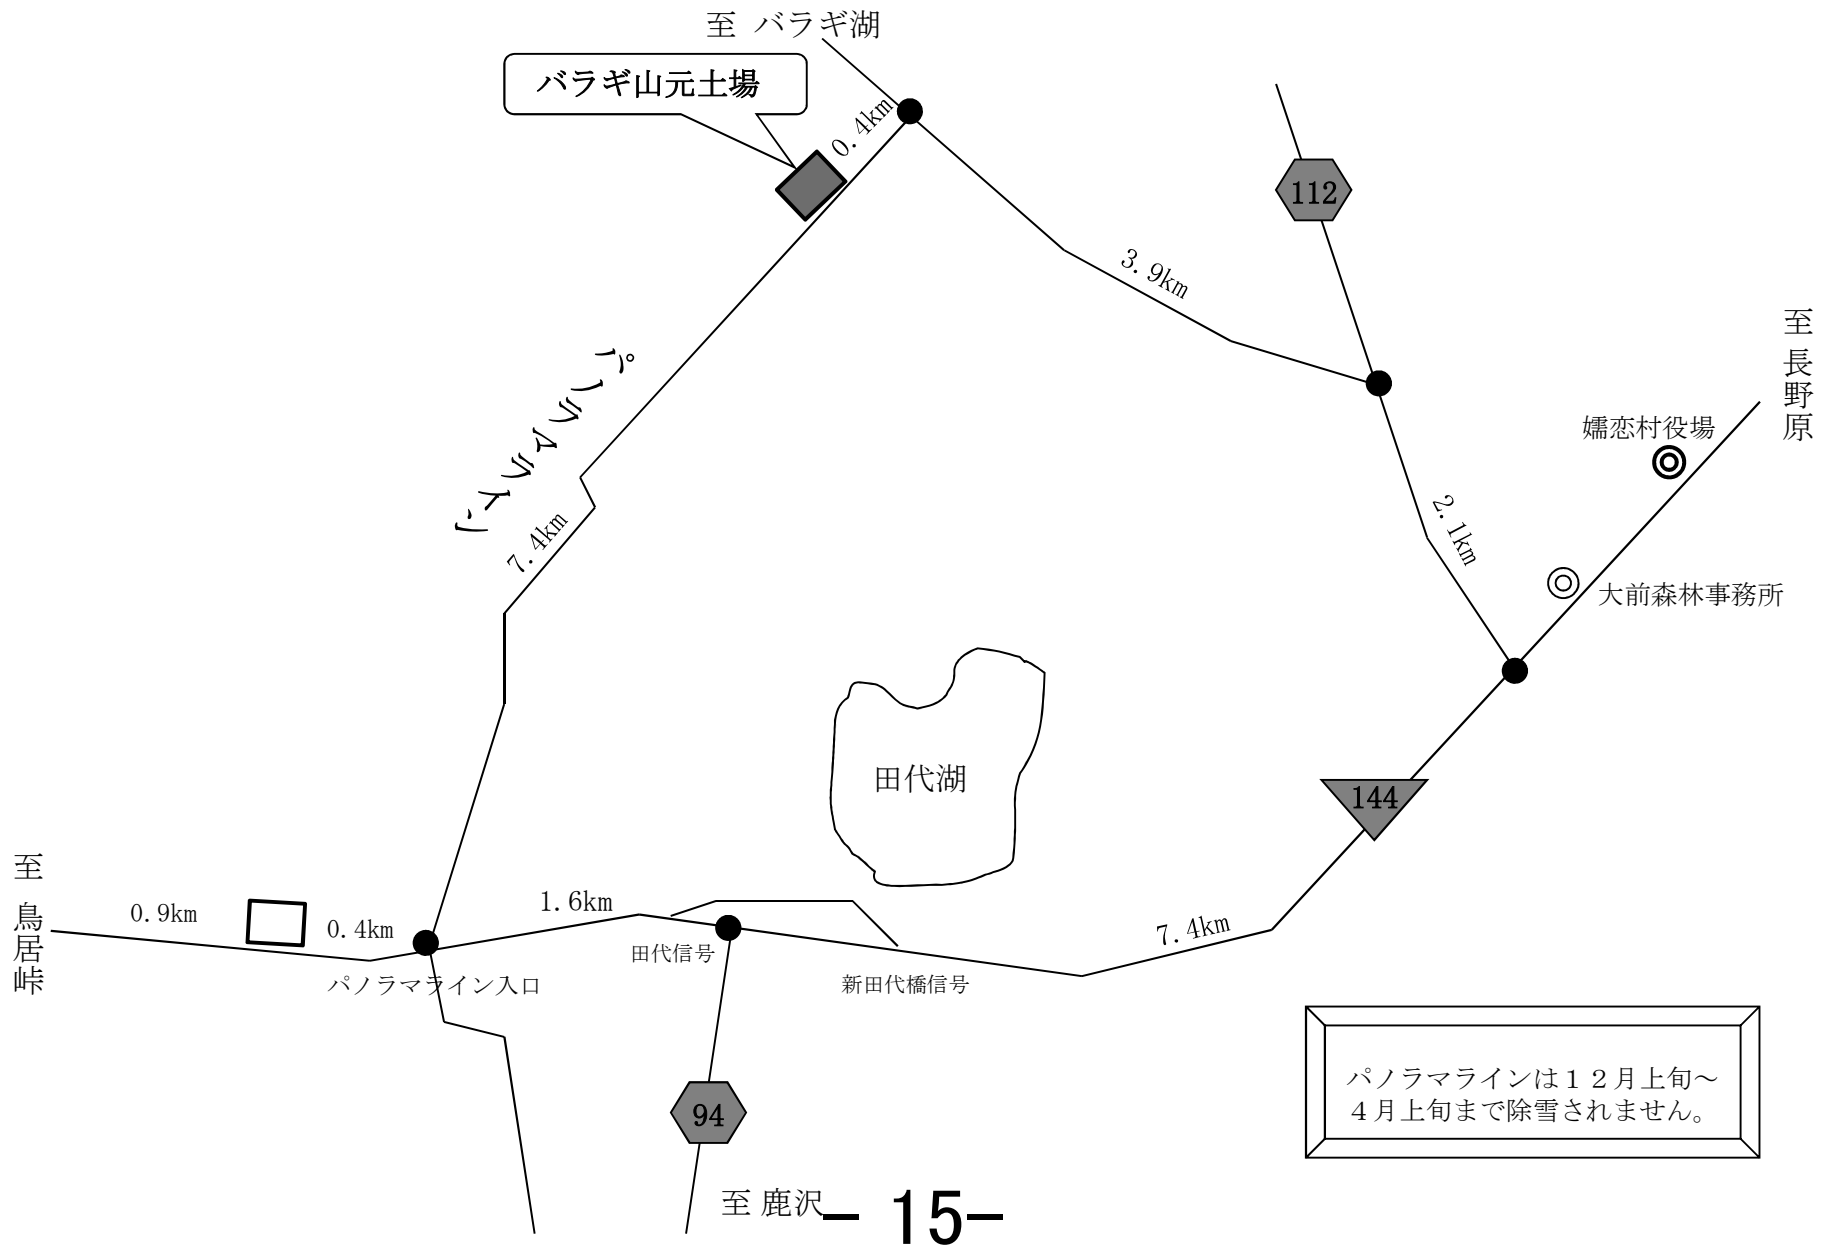 至 バラギ湖
バラギ山元土場
0.4km
112
3.9km
至 長野原
パノラマライン
嬬恋村役場
7.4km
2.1km
大前森林事務所
田代湖
144
至 鳥居峠
0.9km
0.4km
1.6km
7.4km
田代信号
パノラマライン入口
新田代橋信号
パノラマラインは１２月上旬～
４月上旬まで除雪されません。
94
至 鹿沢
- 15-